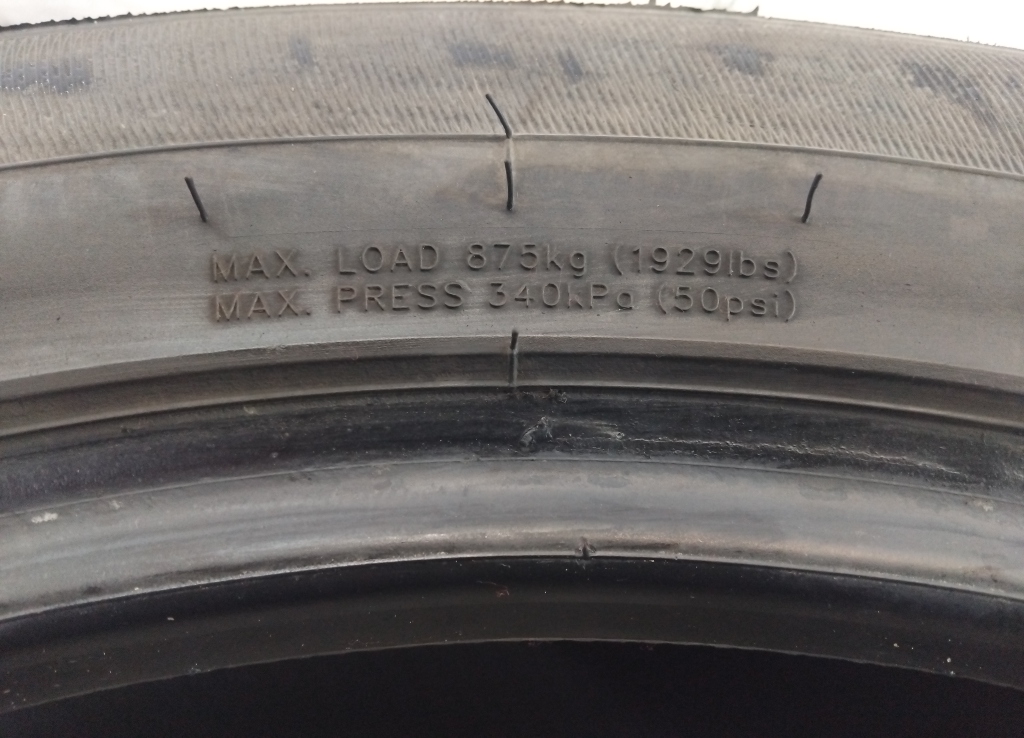 MAX. LOAD 875kg (1929lbs)
MAX. PRESS 340kPa (50psi)